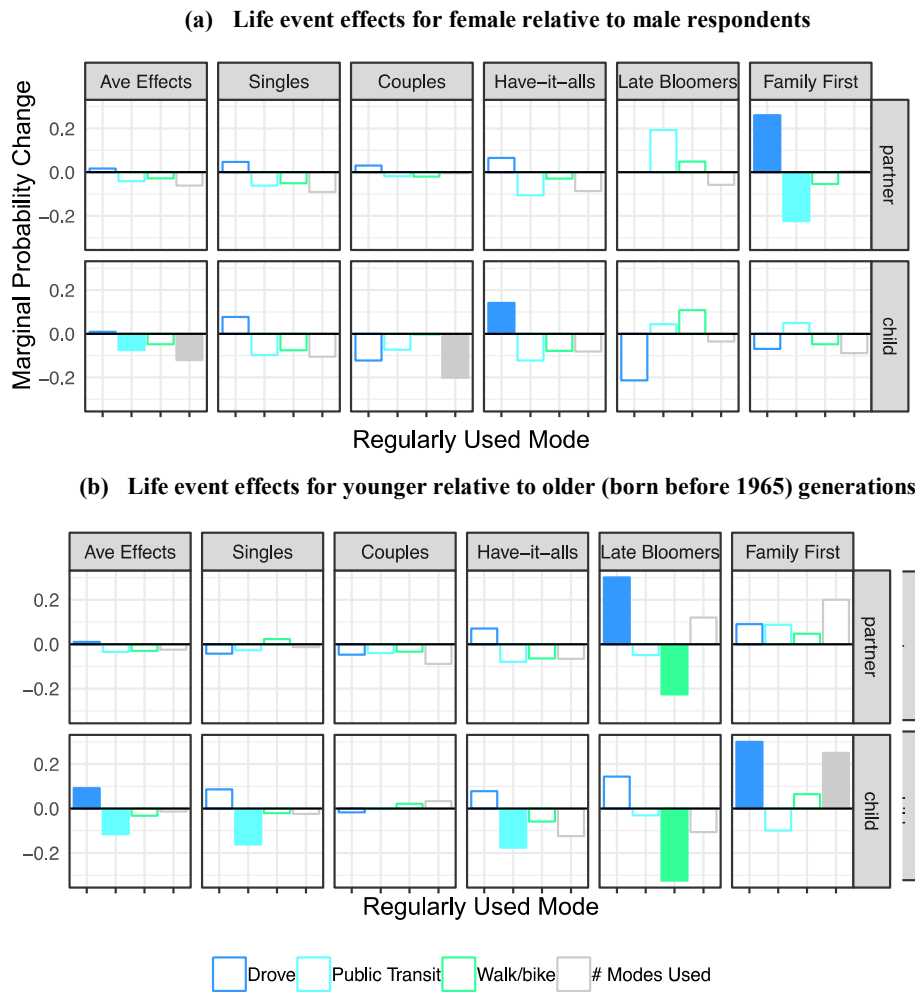 (a) Life event effects for female relative to male respondents
Ave Effects Singles Couples Have-it-alls Late Bloomers Family First
Marginal Probability Change
0.2
0.0
−0.2
partner
0.2
0.0
−0.2
child
Regularly Used Mode
(b) Life event effects for younger relative to older (born before 1965) generations
Ave Effects Singles Couples Have-it-alls Late Bloomers Family First
0.2
0.0
−0.2
partner
0.2
0.0
−0.2
child
Regularly Used Mode
Drove Public Transit Walk/bike # Modes Used